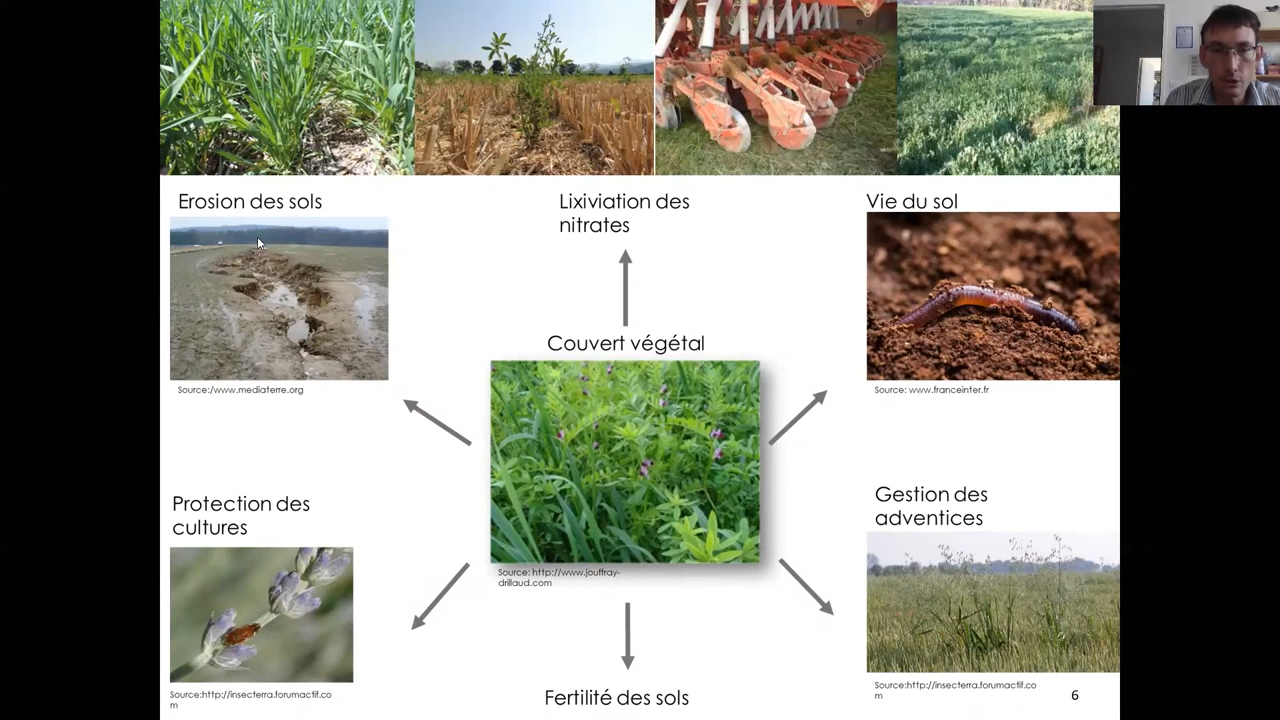 Erosion des sols
Lixiviation des
nitrates
Vie du sol
Source:/www.mediaterre.org
Couvert végétal
Source: www.franceinter.fr
Protection des
cultures
Gestion des
adventices
Source: http://www.jouffray-
drillaud.com
Source:http://insecterra.forumactif.co
m
Fertilité des sols
Source:http://insecterra.forumactif.co
m
6